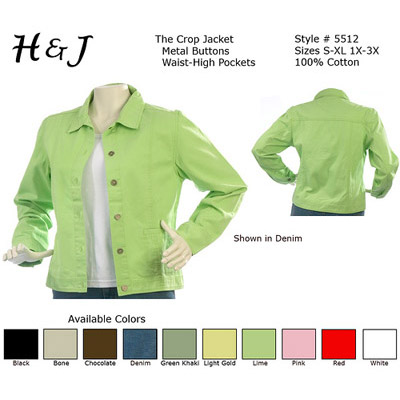 H & J
The Crop Jacket
Metal Buttons
Waist-High Pockets
Style # 5512
Sizes S-XL 1X-3X
100% Cotton
Shown in Denim
Available Colors
Black Bone Chocolate Denim Green Khaki Light Gold Lime Pink Red White